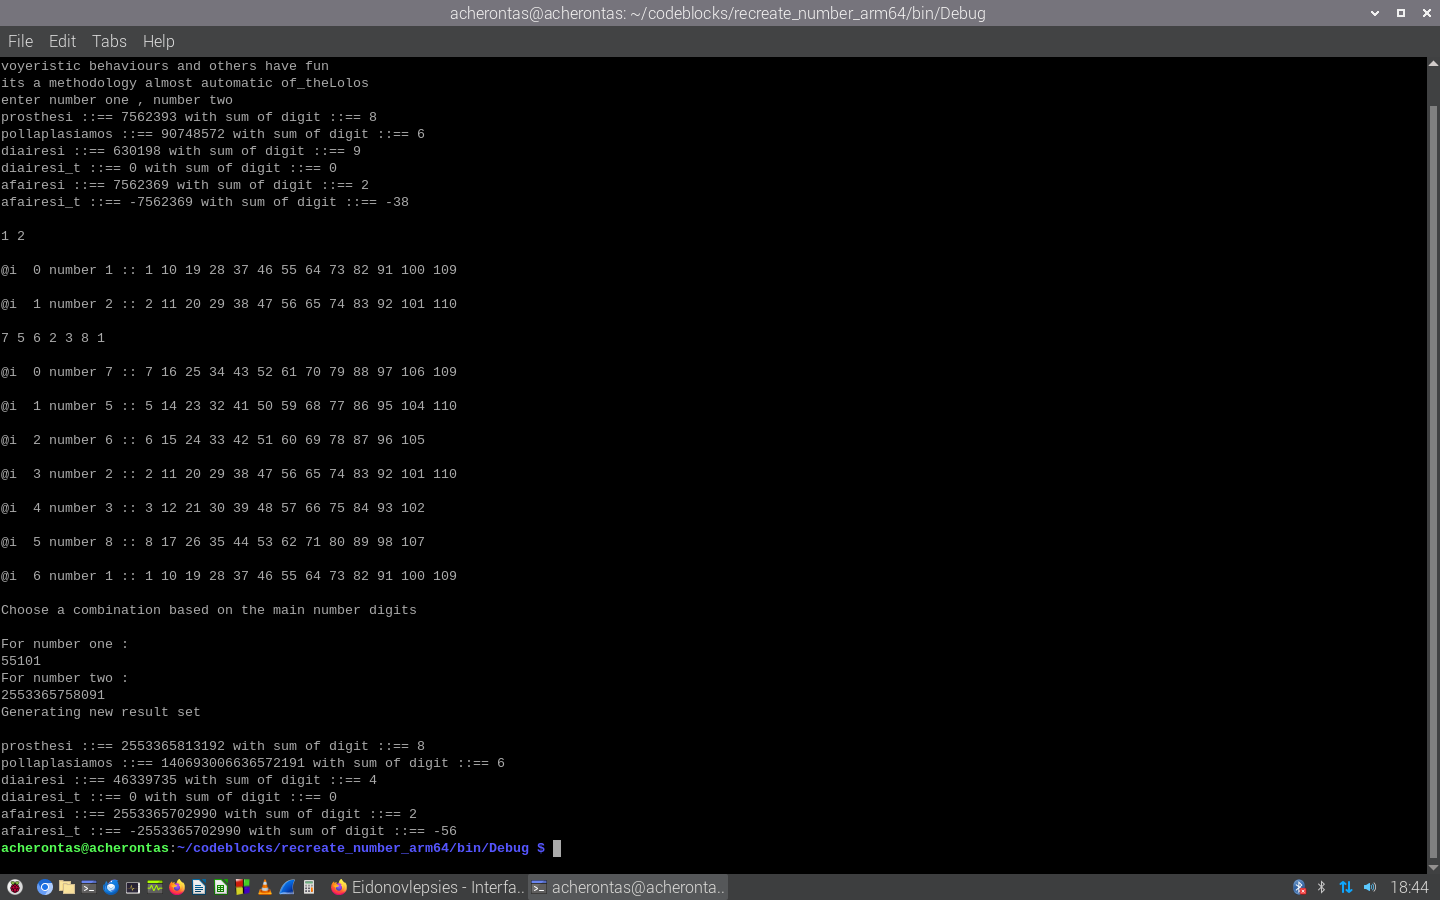 acherontas@acherontas: ~/codeblocks/recreate_number_arm64/bin/Debug
File Edit Tabs Help
voyeristic behaviours and others have fun
its a methodology almost automatic of_theLolos
enter number one , number two
prosthesi ::== 7562393 with sum of digit ::== 8
pollaplasiamos ::== 90748572 with sum of digit ::== 6
diairesi ::== 630198 with sum of digit ::== 9
diairesi_t ::== 0 with sum of digit ::== 0
afairesi ::== 7562369 with sum of digit ::== 2
afairesi_t ::== -7562369 with sum of digit ::== -38
1 2
@i  0 number 1 :: 1 10 19 28 37 46 55 64 73 82 91 100 109
@i  1 number 2 :: 2 11 20 29 38 47 56 65 74 83 92 101 110
7 5 6 2 3 8 1
@i  0 number 7 :: 7 16 25 34 43 52 61 70 79 88 97 106 109
@i  1 number 5 :: 5 14 23 32 41 50 59 68 77 86 95 104 110
@i  2 number 6 :: 6 15 24 33 42 51 60 69 78 87 96 105
@i  3 number 2 :: 2 11 20 29 38 47 56 65 74 83 92 101 110
@i  4 number 3 :: 3 12 21 30 39 48 57 66 75 84 93 102
@i  5 number 8 :: 8 17 26 35 44 53 62 71 80 89 98 107
@i  6 number 1 :: 1 10 19 28 37 46 55 64 73 82 91 100 109
Choose a combination based on the main number digits
For number one :
55101
For number two :
2553365758091
Generating new result set
prosthesi ::== 2553365813192 with sum of digit ::== 8
pollaplasiamos ::== 140693006636572191 with sum of digit ::== 6
diairesi ::== 46339735 with sum of digit ::== 4
diairesi_t ::== 0 with sum of digit ::== 0
afairesi ::== 2553365702990 with sum of digit ::== 2
afairesi_t ::== -2553365702990 with sum of digit ::== -56
acherontas@acherontas:~/codeblocks/recreate_number_arm64/bin/Debug $
Eidonovlepsies - Interfa.. acherontas@acheronta.. 18:44